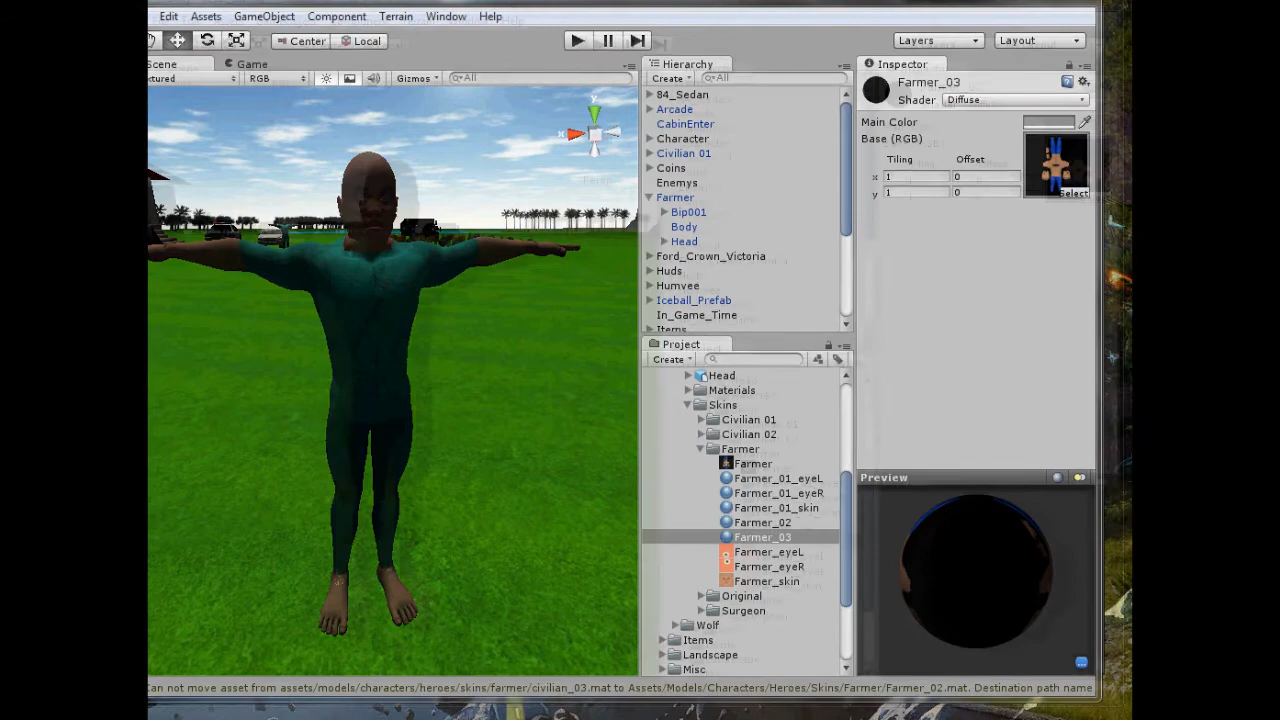 Edit Assets GameObject Component Terrain Window Help
Center Local Layers Layout
Scene Game
tured RGB Gizmos All
Hierarchy
Create All
84_Sedan
Arcade
CabinEnter
Character
Civilian 01
Coins
Enemys
Farmer
Bip001
Body
Head
Ford_Crown_Victoria
Huds
Humvee
Iceball_Prefab
In_Game_Time
Items
Project
Create
Head
Materials
Skins
Civilian 01
Civilian 02
Farmer
Farmer
Farmer_01_eyeL
Farmer_01_eyeR
Farmer_01_skin
Farmer_02
Farmer_03
Farmer_eyeL
Farmer_eyeR
Farmer_skin
Original
Surgeon
Wolf
Items
Landscape
Misc
Inspector
Farmer_03
Shader Diffuse
Main Color
Base (RGB)
Tiling Offset
x 1 0
y 1 0
Select
Preview
Can not move asset from assets/models/characters/heroes/skins/farmer/civilian_03.mat to Assets/Models/Characters/Heroes/Skins/Farmer/Farmer_02.mat. Destination path name